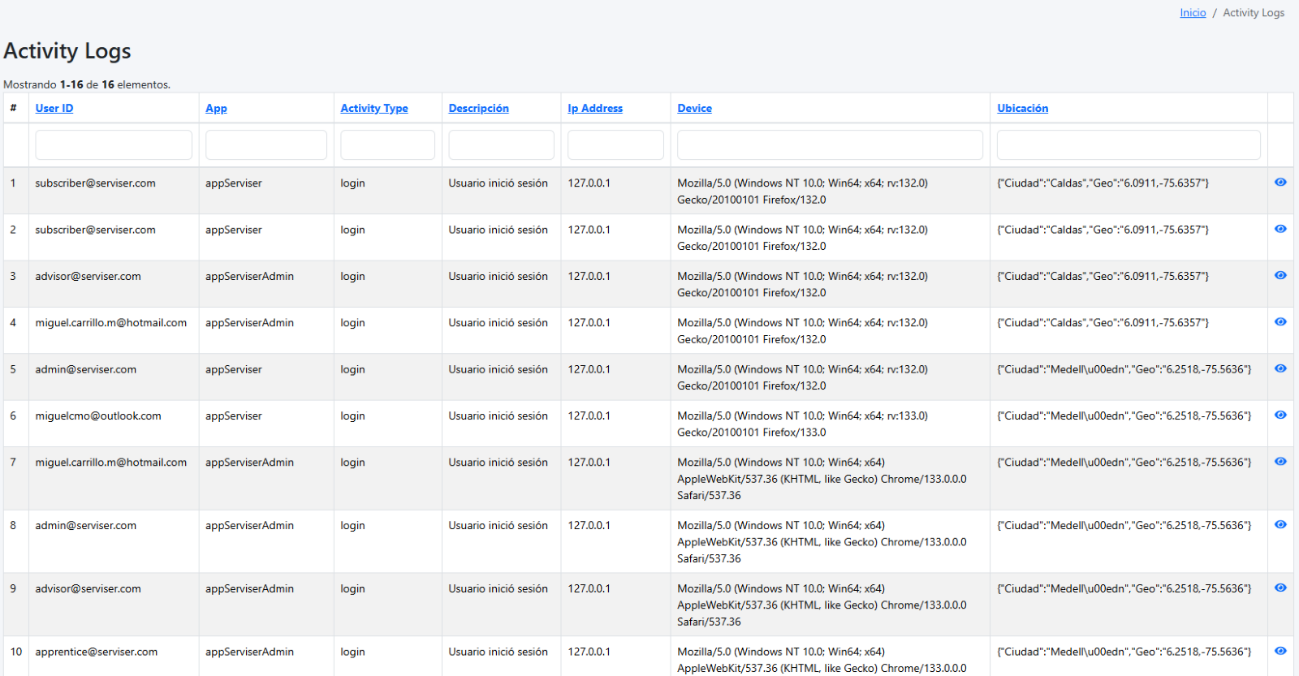 Inicio / Activity Logs
Activity Logs
Mostrando 1-16 de 16 elementos.
# User ID App Activity Type Descripción Ip Address Device Ubicación
1 subscriber@serviser.com appServiser login Usuario inició sesión 127.0.0.1 Mozilla/5.0 (Windows NT 10.0; Win64; x64; rv:132.0) {"Ciudad":"Caldas","Geo":"6.0911,-75.6357"}
Gecko/20100101 Firefox/132.0
2 subscriber@serviser.com appServiser login Usuario inició sesión 127.0.0.1 Mozilla/5.0 (Windows NT 10.0; Win64; x64; rv:132.0) {"Ciudad":"Caldas","Geo":"6.0911,-75.6357"}
Gecko/20100101 Firefox/132.0
3 advisor@serviser.com appServiserAdmin login Usuario inició sesión 127.0.0.1 Mozilla/5.0 (Windows NT 10.0; Win64; x64; rv:132.0) {"Ciudad":"Caldas","Geo":"6.0911,-75.6357"}
Gecko/20100101 Firefox/132.0
4 miguel.carrillo.m@hotmail.com appServiserAdmin login Usuario inició sesión 127.0.0.1 Mozilla/5.0 (Windows NT 10.0; Win64; x64; rv:132.0) {"Ciudad":"Caldas","Geo":"6.0911,-75.6357"}
Gecko/20100101 Firefox/132.0
5 admin@serviser.com appServiser login Usuario inició sesión 127.0.0.1 Mozilla/5.0 (Windows NT 10.0; Win64; x64; rv:132.0) {"Ciudad":"Medell\u00edn","Geo":"6.2518,-75.5636"}
Gecko/20100101 Firefox/132.0
6 miguelcmo@outlook.com appServiser login Usuario inició sesión 127.0.0.1 Mozilla/5.0 (Windows NT 10.0; Win64; x64; rv:133.0) {"Ciudad":"Medell\u00edn","Geo":"6.2518,-75.5636"}
Gecko/20100101 Firefox/133.0
7 miguel.carrillo.m@hotmail.com appServiserAdmin login Usuario inició sesión 127.0.0.1 Mozilla/5.0 (Windows NT 10.0; Win64; x64) {"Ciudad":"Medell\u00edn","Geo":"6.2518,-75.5636"}
AppleWebKit/537.36 (KHTML, like Gecko) Chrome/133.0.0.0
Safari/537.36
8 admin@serviser.com appServiserAdmin login Usuario inició sesión 127.0.0.1 Mozilla/5.0 (Windows NT 10.0; Win64; x64) {"Ciudad":"Medell\u00edn","Geo":"6.2518,-75.5636"}
AppleWebKit/537.36 (KHTML, like Gecko) Chrome/133.0.0.0
Safari/537.36
9 advisor@serviser.com appServiserAdmin login Usuario inició sesión 127.0.0.1 Mozilla/5.0 (Windows NT 10.0; Win64; x64) {"Ciudad":"Medell\u00edn","Geo":"6.2518,-75.5636"}
AppleWebKit/537.36 (KHTML, like Gecko) Chrome/133.0.0.0
Safari/537.36
10 apprentice@serviser.com appServiserAdmin login Usuario inició sesión 127.0.0.1 Mozilla/5.0 (Windows NT 10.0; Win64; x64) {"Ciudad":"Medell\u00edn","Geo":"6.2518,-75.5636"}
AppleWebKit/537.36 (KHTML, like Gecko) Chrome/133.0.0.0